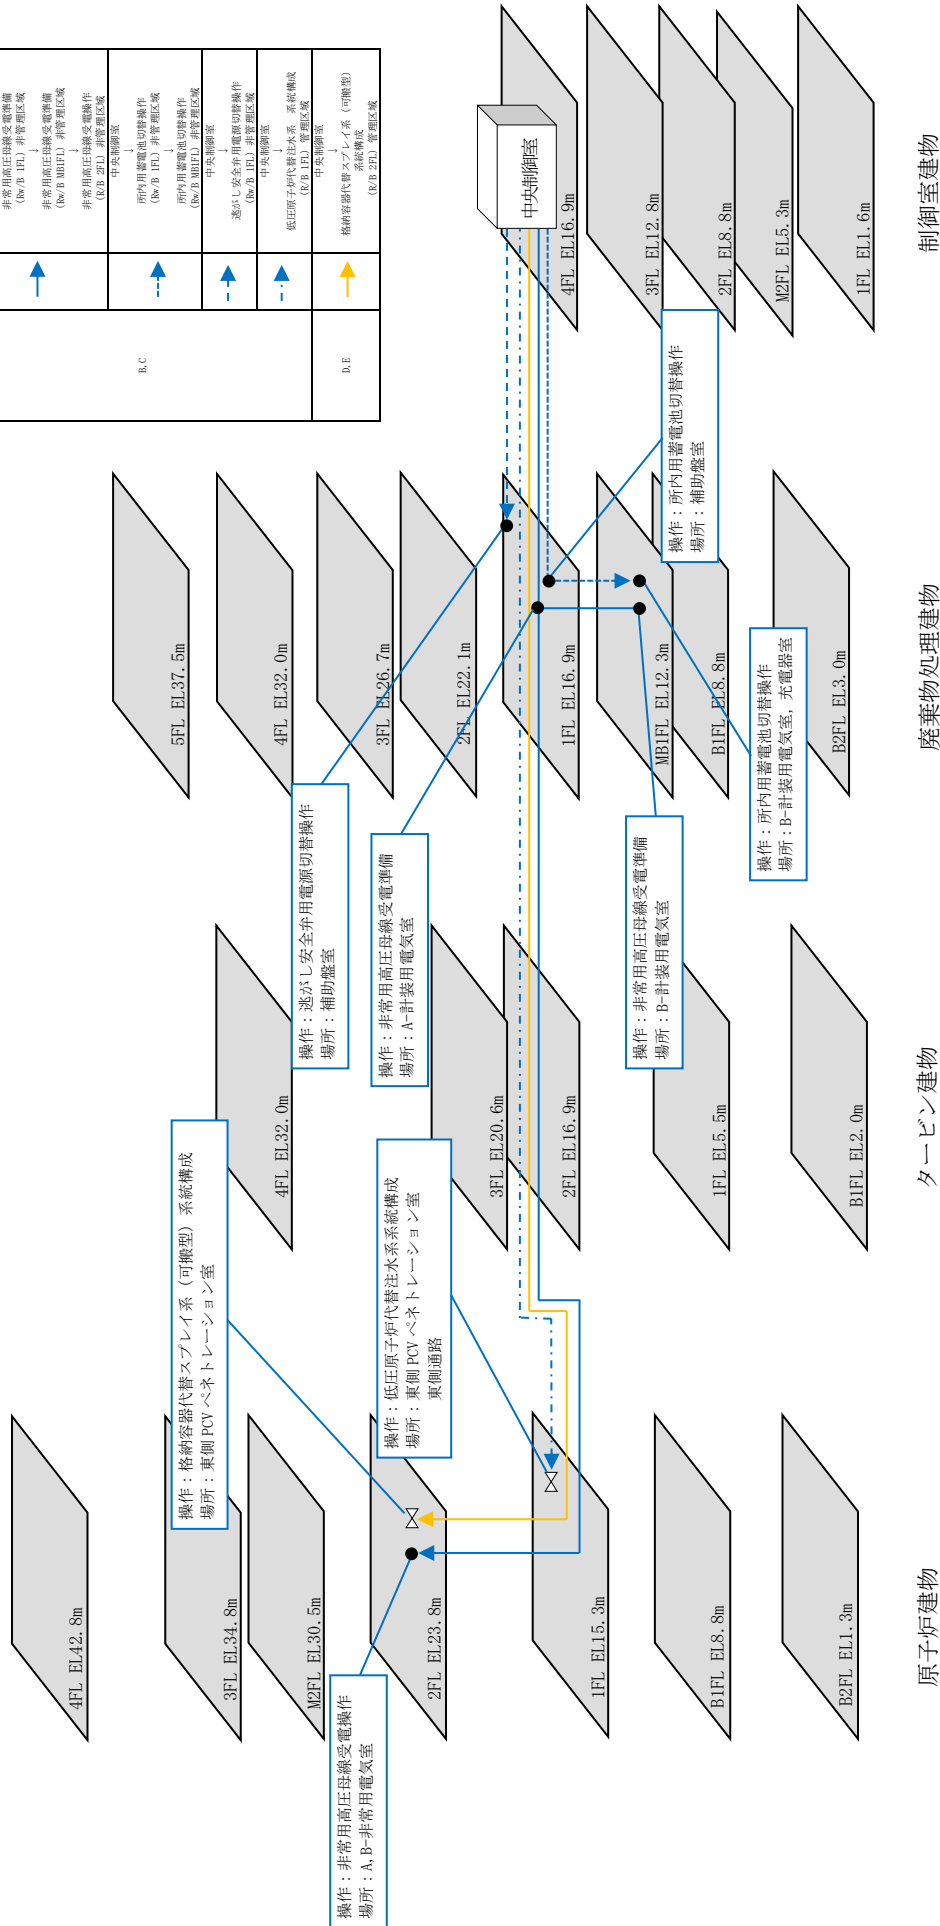 非常用高圧母線受電準備
(Rw/B 1FL) 非管理区域
↓
非常用高圧母線受電準備
(Rw/B MB1FL) 非管理区域
↓
非常用高圧母線受電操作
(R/B 2FL) 非管理区域
中央制御室
↓
所内用蓄電池切替操作
(Rw/B 1FL) 非管理区域
↓
所内用蓄電池切替操作
(Rw/B MB1FL) 非管理区域
中央制御室
↓
逃がし安全弁用電源切替操作
(Rw/B 1FL) 非管理区域
中央制御室
↓
低圧原子炉代替注水系 系統構成
(R/B 1FL) 管理区域
中央制御室
↓
格納容器代替スプレイ系(可搬型)
系統構成
(R/B 2FL) 管理区域
B,C
D,E
中央制御室
4FL EL16.9m
3FL EL12.8m
2FL EL8.8m
M2FL EL5.3m
1FL EL1.6m
制御室建物
5FL EL37.5m
4FL EL32.0m
3FL EL26.7m
2FL EL22.1m
1FL EL16.9m
MB1FL EL12.3m
B1FL EL8.8m
B2FL EL3.0m
廃棄物処理建物
操作：所内用蓄電池切替操作
場所：補助盤室
操作：所内用蓄電池切替操作
場所：B-計装用電気室，充電器室
操作：逃がし安全弁用電源切替操作
場所：補助盤室
操作：非常用高圧母線受電準備
場所：A-計装用電気室
操作：非常用高圧母線受電準備
場所：B-計装用電気室
4FL EL32.0m
3FL EL20.6m
2FL EL16.9m
1FL EL5.5m
B1FL EL2.0m
タービン建物
操作：格納容器代替スプレイ系（可搬型）系統構成
場所：東側 PCV ペネトレーション室
操作：低圧原子炉代替注水系系統構成
場所：東側 PCV ペネトレーション室
東側通路
4FL EL42.8m
3FL EL34.8m
M2FL EL30.5m
2FL EL23.8m
1FL EL15.3m
B1FL EL8.8m
B2FL EL1.3m
原子炉建物
操作：非常用高圧母線受電操作
場所：A,B-非常用電気室